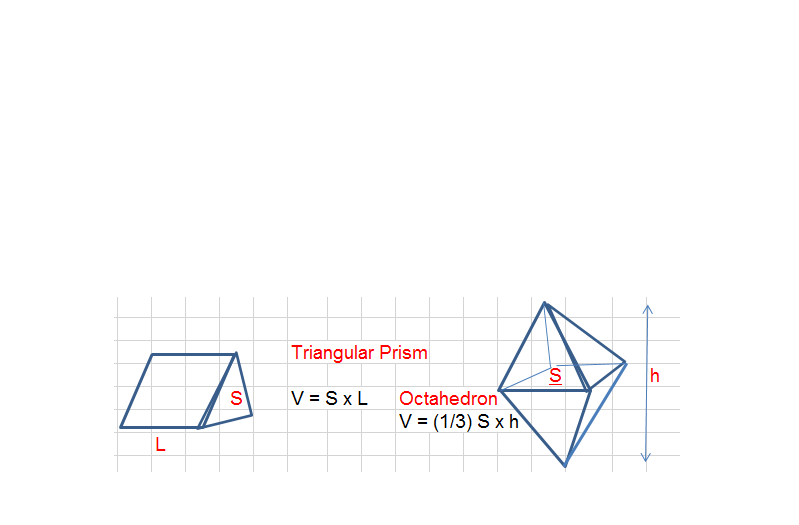 Triangular Prism
S
h
S
V = S x L
Octahedron
V = (1/3) S x h
L